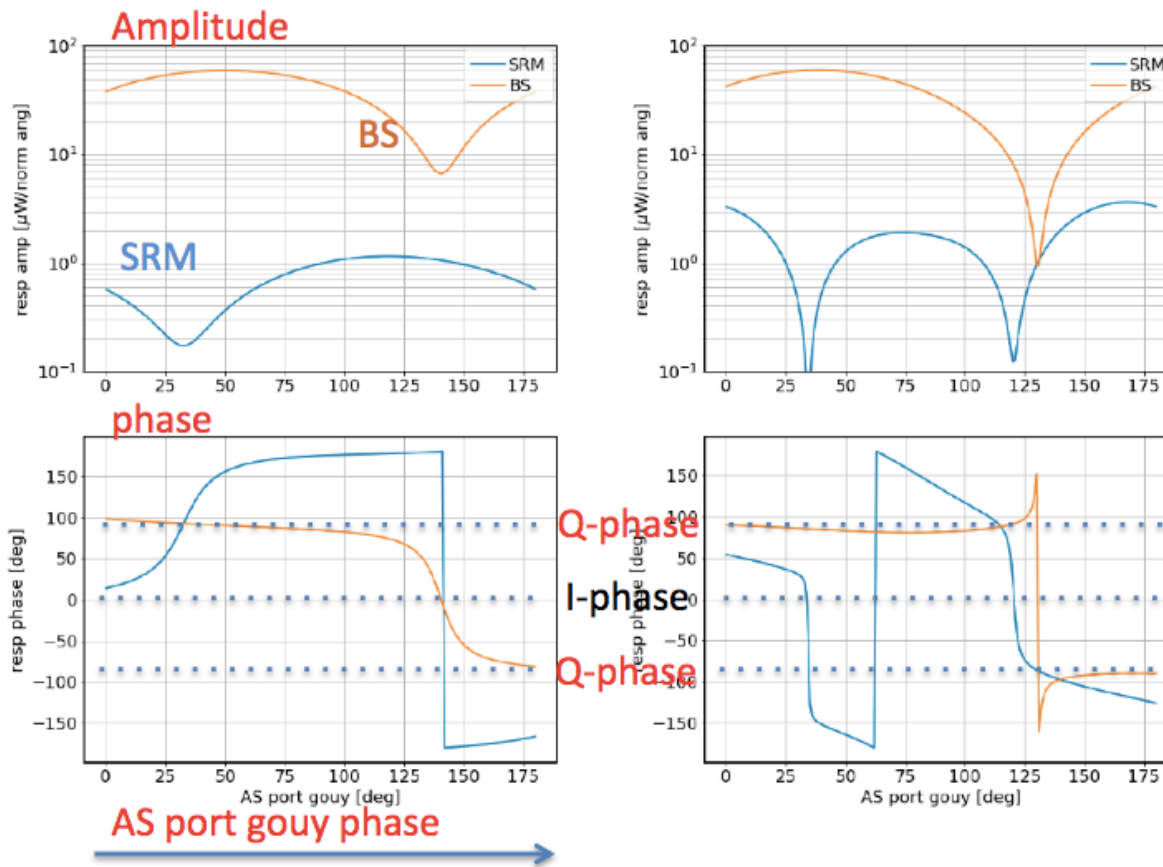 Amplitude
10²
10¹
10⁰
10⁻¹
resp amp [μW/norm ang]
SRM
BS
BS
SRM
0 25 50 75 100 125 150 175
10²
10¹
10⁰
10⁻¹
resp amp [μW/norm ang]
SRM
BS
0 25 50 75 100 125 150 175
phase
150
100
50
0
−50
−100
−150
resp phase [deg]
0 25 50 75 100 125 150 175
AS port gouy [deg]
Q-phase
I-phase
Q-phase
150
100
50
0
−50
−100
−150
resp phase [deg]
0 25 50 75 100 125 150 175
AS port gouy [deg]
AS port gouy phase